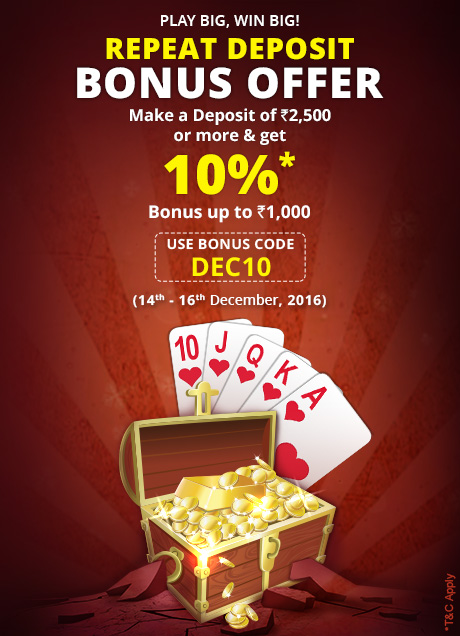 PLAY BIG, WIN BIG!
REPEAT DEPOSIT
BONUS OFFER
Make a Deposit of ₹2,500
or more & get
10%*
Bonus up to ₹1,000
USE BONUS CODE
DEC10
(14th - 16th December, 2016)
10 J Q K A
*T&C Apply